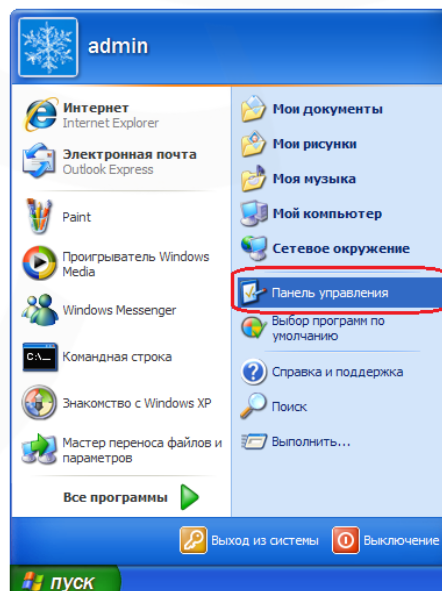 admin
Интернет
Internet Explorer
Электронная почта
Outlook Express
Paint
Проигрыватель Windows
Media
Windows Messenger
C:\_
Командная строка
Знакомство с Windows XP
Мастер переноса файлов и
параметров
Все программы
Мои документы
Мои рисунки
Моя музыка
Мой компьютер
Сетевое окружение
Панель управления
Выбор программ по
умолчанию
Справка и поддержка
Поиск
Выполнить...
Выход из системы
Выключение
пуск